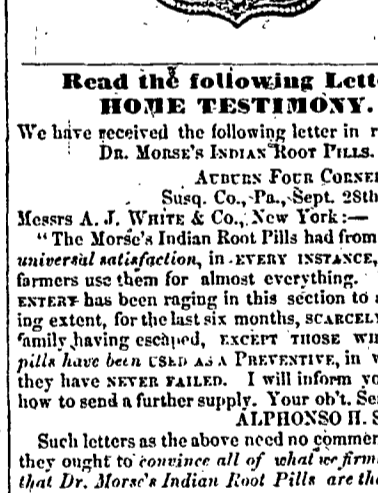 Read the following Lett
HOME TESTIMONY.
We have received the following letter in r
DR. MORSE'S INDIAN ROOT PILLS.
AUBURN FOUR CORNE
Susq. Co., Pa., Sept. 28th
Messrs A. J. WHITE & Co., New York:—
"The Morse's Indian Root Pills had from
universal satisfaction, in EVERY INSTANCE,
farmers use them for almost everything.
ENTERY has been raging in this section to a
ing extent, for the last six months, SCARCELY
family having escaped, EXCEPT THOSE WH
pills have been USED AS A PREVENTIVE, in w
they have NEVER FAILED. I will inform yo
how to send a further supply. Your ob't. Se
ALPHONSO H. S
Such letters as the above need no commen
they ought to convince all of what we firm
that Dr. Morse's Indian Root Pills are the